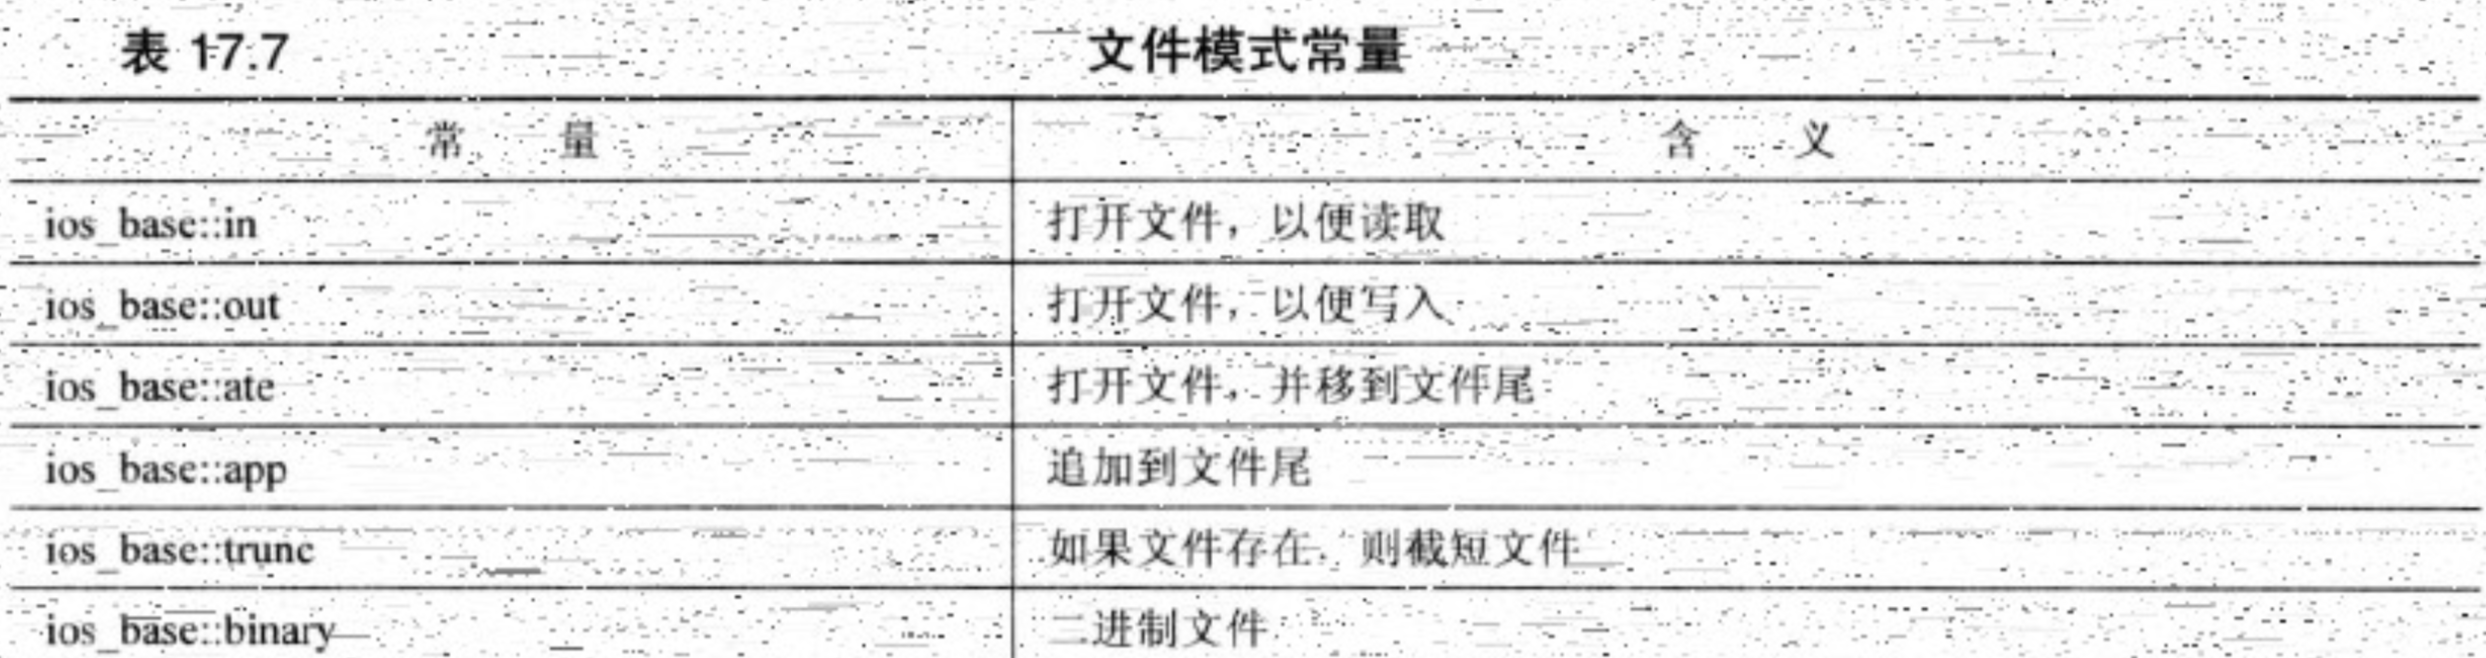 表 17.7 文件模式常量
常 量 含 义
ios_base::in 打开文件，以便读取
ios_base::out 打开文件，以便写入
ios_base::ate 打开文件，并移到文件尾
ios_base::app 追加到文件尾
ios_base::trunc 如果文件存在，则截短文件
ios_base::binary 二进制文件